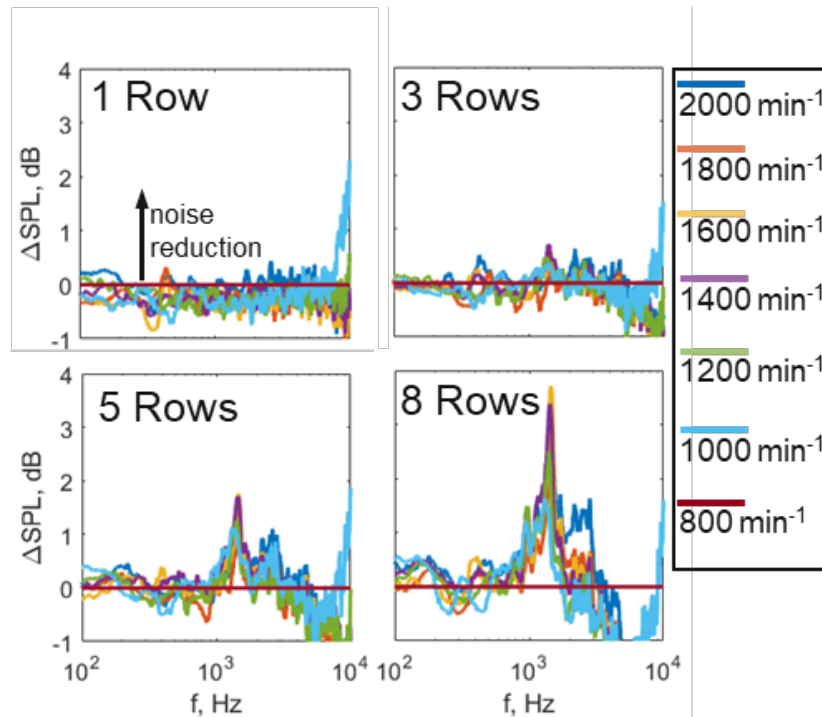 1 Row
3 Rows
4
3
2
1
0
-1
ΔSPL, dB
noise
reduction
2000 min-1
1800 min-1
1600 min-1
1400 min-1
1200 min-1
1000 min-1
800 min-1
5 Rows
8 Rows
4
3
2
1
0
-1
ΔSPL, dB
10² 10³ 10⁴
10² 10³ 10⁴
f, Hz
f, Hz